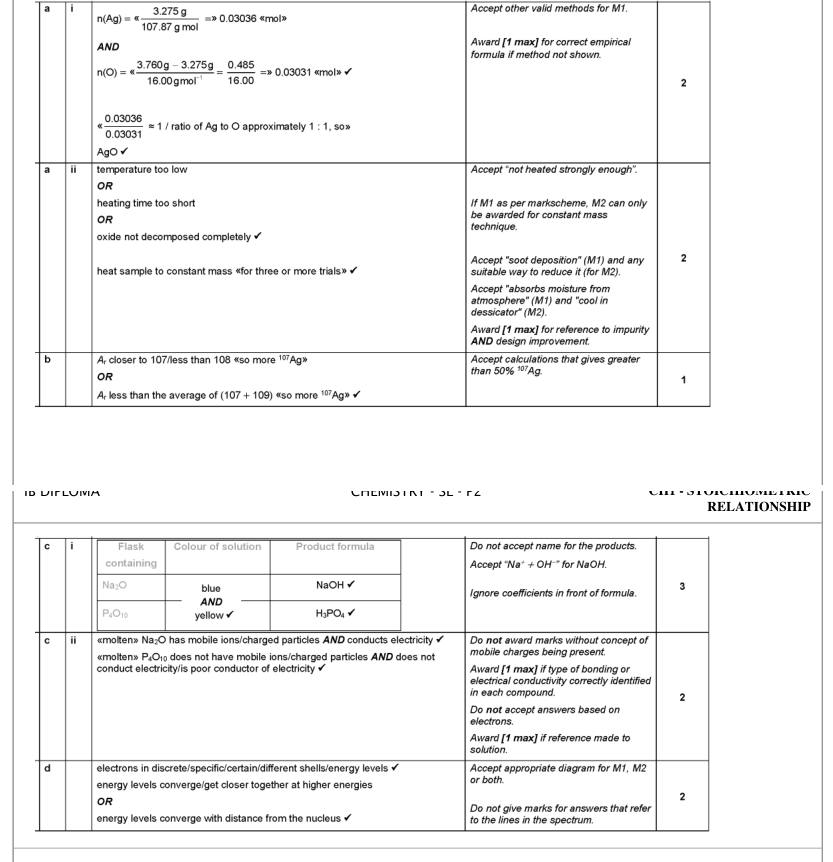 a i n(Ag) = «3.275 g / 107.87 g mol =» 0.03036 «mol»
AND
n(O) = «3.760g – 3.275g / 16.00 g mol⁻¹ = 0.485 / 16.00 =» 0.03031 «mol» ✔
«0.03036 / 0.03031 ≈ 1 / ratio of Ag to O approximately 1 : 1, so»
AgO ✔
Accept other valid methods for M1.
Award [1 max] for correct empirical
formula if method not shown.
2
a ii temperature too low
OR
heating time too short
OR
oxide not decomposed completely ✔
heat sample to constant mass «for three or more trials» ✔
Accept “not heated strongly enough”.
If M1 as per markscheme, M2 can only
be awarded for constant mass
technique.
Accept "soot deposition" (M1) and any
suitable way to reduce it (for M2).
Accept "absorbs moisture from
atmosphere" (M1) and "cool in
dessicator" (M2).
Award [1 max] for reference to impurity
AND design improvement.
2
b Aᵣ closer to 107/less than 108 «so more ¹⁰⁷Ag»
OR
Aᵣ less than the average of (107 + 109) «so more ¹⁰⁷Ag» ✔
Accept calculations that gives greater
than 50% ¹⁰⁷Ag.
1
IB DIPLOMA CHEMISTRY - SL - P2 CH1 - STOICHIOMETRIC
RELATIONSHIP
c i Flask containing Colour of solution Product formula
Na₂O NaOH ✔
blue
AND
yellow ✔
P₄O₁₀ H₃PO₄ ✔
Do not accept name for the products.
Accept “Na⁺ + OH⁻” for NaOH.
Ignore coefficients in front of formula.
3
c ii «molten» Na₂O has mobile ions/charged particles AND conducts electricity ✔
«molten» P₄O₁₀ does not have mobile ions/charged particles AND does not
conduct electricity/is poor conductor of electricity ✔
Do not award marks without concept of
mobile charges being present.
Award [1 max] if type of bonding or
electrical conductivity correctly identified
in each compound.
Do not accept answers based on
electrons.
Award [1 max] if reference made to
solution.
2
d electrons in discrete/specific/certain/different shells/energy levels ✔
energy levels converge/get closer together at higher energies
OR
energy levels converge with distance from the nucleus ✔
Accept appropriate diagram for M1, M2
or both.
Do not give marks for answers that refer
to the lines in the spectrum.
2